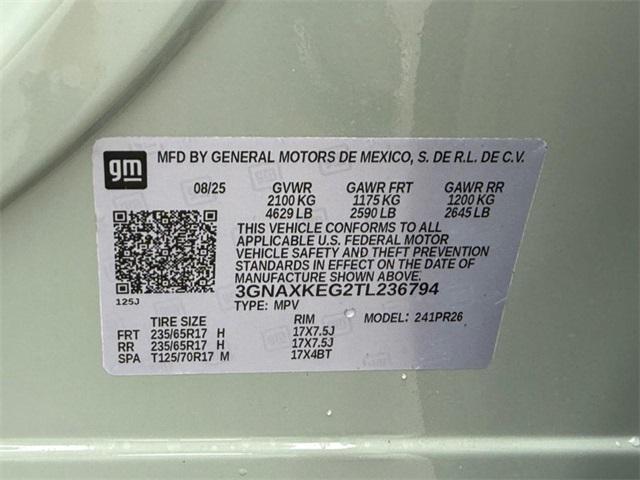 gm
MFD BY GENERAL MOTORS DE MEXICO, S. DE R.L. DE C.V.
08/25 GVWR GAWR FRT GAWR RR
2100 KG 1175 KG 1200 KG
4629 LB 2590 LB 2645 LB
THIS VEHICLE CONFORMS TO ALL
APPLICABLE U.S. FEDERAL MOTOR
VEHICLE SAFETY AND THEFT PREVENTION
STANDARDS IN EFFECT ON THE DATE OF
MANUFACTURE SHOWN ABOVE.
125J
3GNAXKEG2TL236794
TYPE: MPV
TIRE SIZE RIM MODEL: 241PR26
FRT 235/65R17 H 17X7.5J
RR 235/65R17 H 17X7.5J
SPA T125/70R17 M 17X4BT